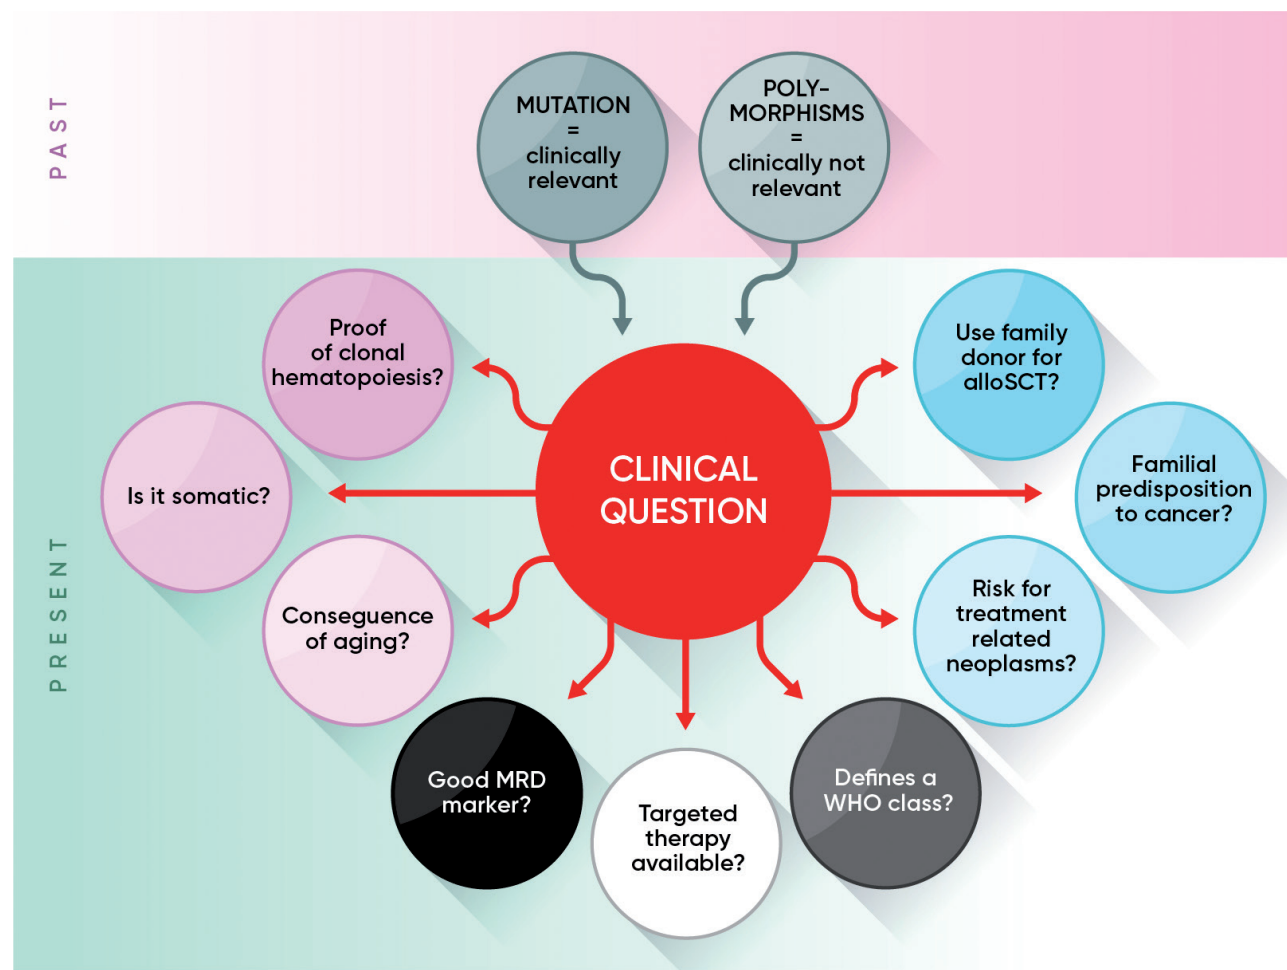 PAST
MUTATION
=
clinically
relevant
POLY-
MORPHISMS
=
clinically not
relevant
PRESENT
Proof
of clonal
hematopoiesis?
Use family
donor for
alloSCT?
Is it somatic?
CLINICAL
QUESTION
Familial
predisposition
to cancer?
Conseguence
of aging?
Risk for
treatment
related
neoplasms?
Good MRD
marker?
Targeted
therapy
available?
Defines a
WHO class?